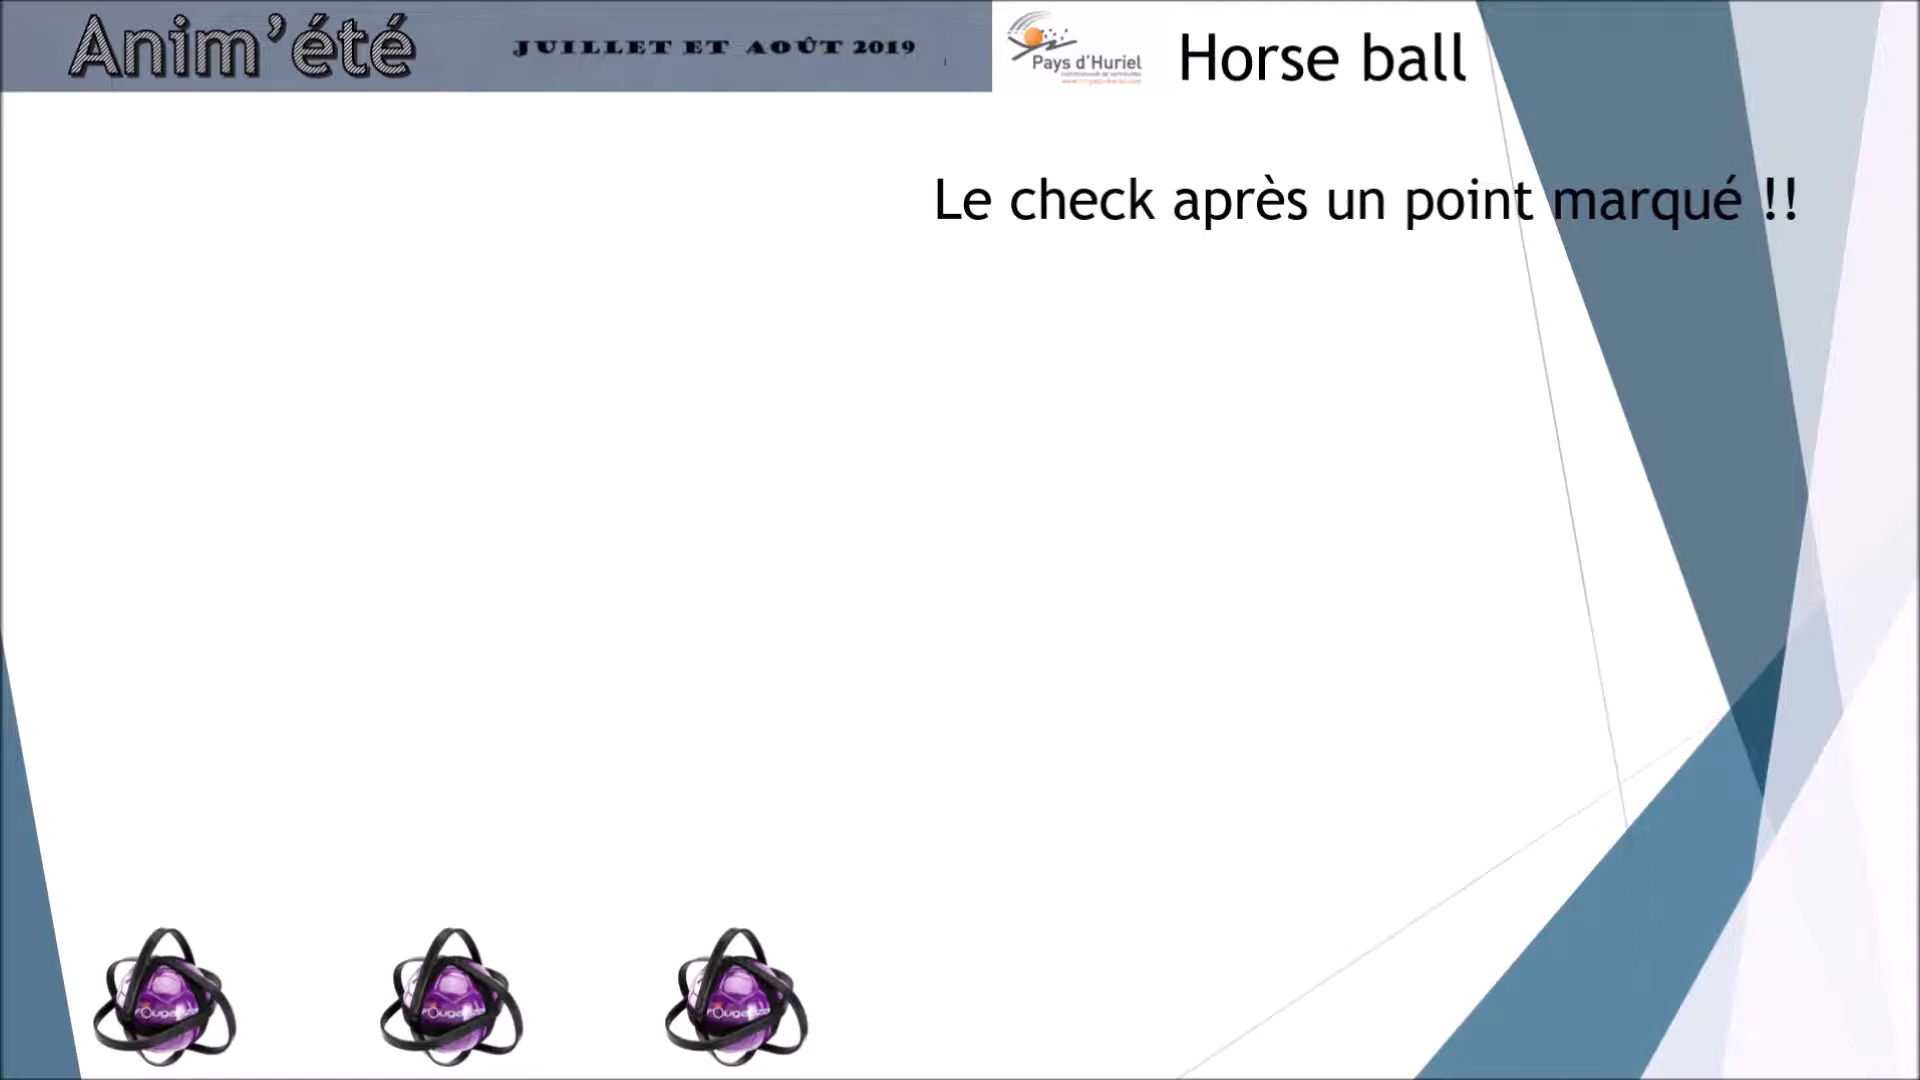 Anim'été
JUILLET ET AOÛT 2019
Pays d'Huriel
Horse ball
Le check après un point marqué !!